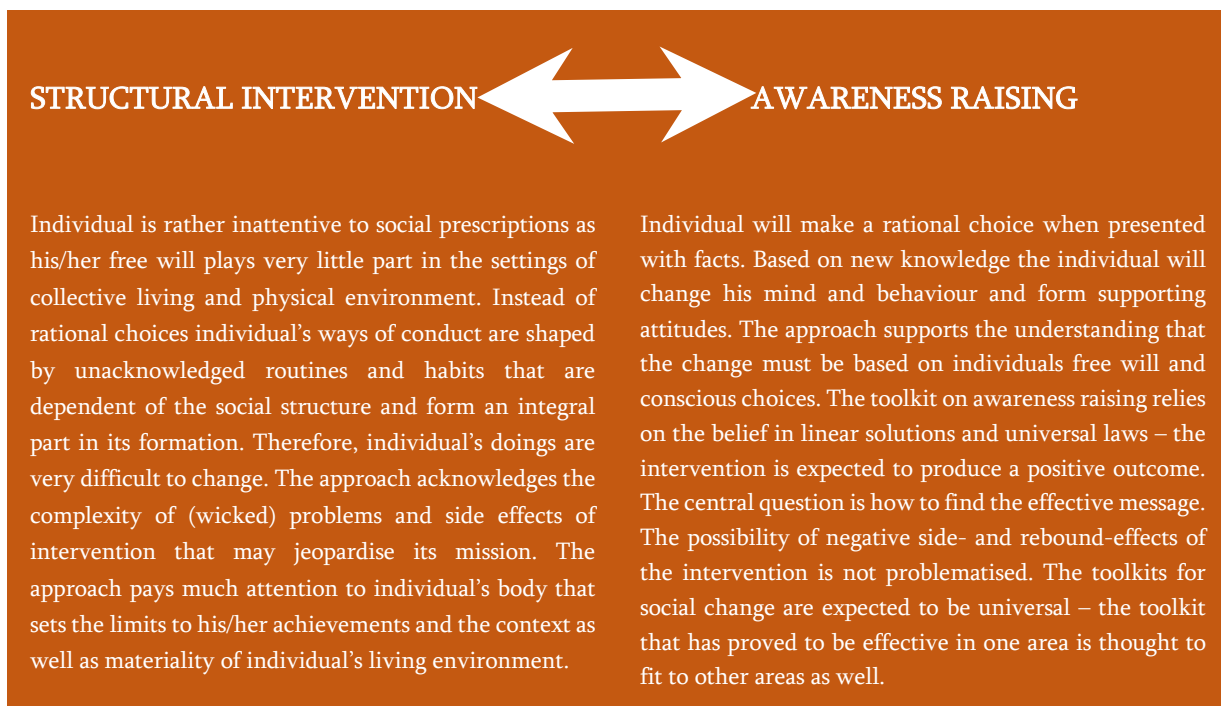 STRUCTURAL INTERVENTION
AWARENESS RAISING
Individual is rather inattentive to social prescriptions as
his/her free will plays very little part in the settings of
collective living and physical environment. Instead of
rational choices individual's ways of conduct are shaped
by unacknowledged routines and habits that are
dependent of the social structure and form an integral
part in its formation. Therefore, individual's doings are
very difficult to change. The approach acknowledges the
complexity of (wicked) problems and side effects of
intervention that may jeopardise its mission. The
approach pays much attention to individual's body that
sets the limits to his/her achievements and the context as
well as materiality of individual's living environment.
Individual will make a rational choice when presented
with facts. Based on new knowledge the individual will
change his mind and behaviour and form supporting
attitudes. The approach supports the understanding that
the change must be based on individuals free will and
conscious choices. The toolkit on awareness raising relies
on the belief in linear solutions and universal laws – the
intervention is expected to produce a positive outcome.
The central question is how to find the effective message.
The possibility of negative side- and rebound-effects of
the intervention is not problematised. The toolkits for
social change are expected to be universal – the toolkit
that has proved to be effective in one area is thought to
fit to other areas as well.